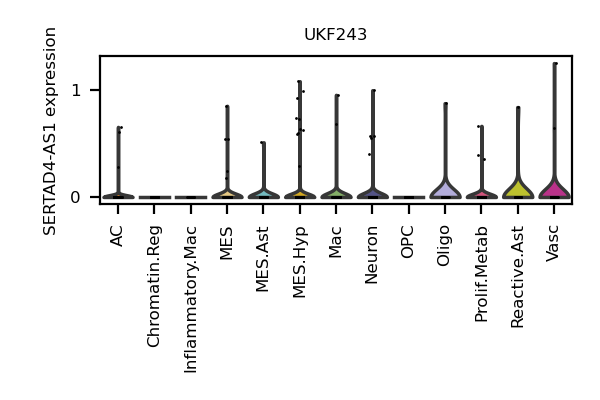 UKF243
SERTAD4-AS1 expression
1
0
AC
Chromatin.Reg
Inflammatory.Mac
MES
MES.Ast
MES.Hyp
Mac
Neuron
OPC
Oligo
Prolif.Metab
Reactive.Ast
Vasc